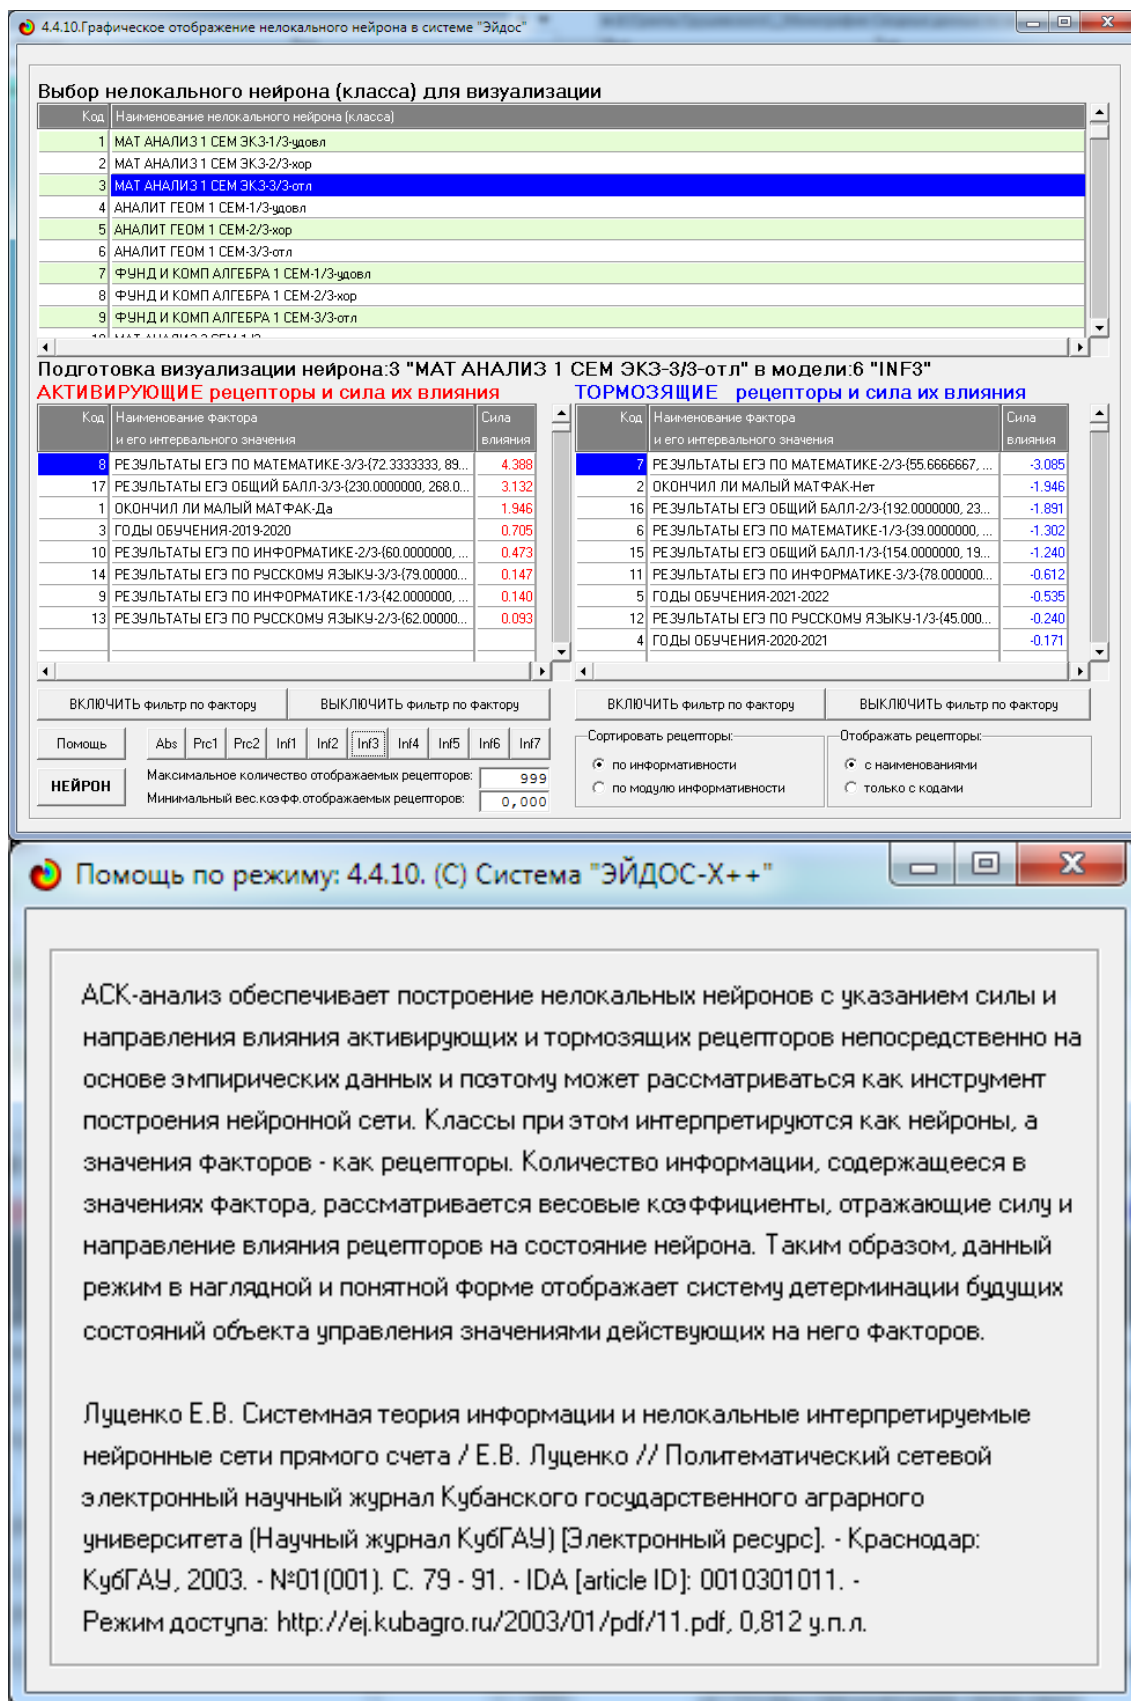 4.4.10.Графическое отображение нелокального нейрона в системе "Эйдос"
Выбор нелокального нейрона (класса) для визуализации
Код Наименование нелокального нейрона (класса)
1 МАТ АНАЛИЗ 1 СЕМ ЭКЗ-1/3-удовл
2 МАТ АНАЛИЗ 1 СЕМ ЭКЗ-2/3-хор
3 МАТ АНАЛИЗ 1 СЕМ ЭКЗ-3/3-отл
4 АНАЛИТ ГЕОМ 1 СЕМ-1/3-удовл
5 АНАЛИТ ГЕОМ 1 СЕМ-2/3-хор
6 АНАЛИТ ГЕОМ 1 СЕМ-3/3-отл
7 ФУНД И КОМП АЛГЕБРА 1 СЕМ-1/3-удовл
8 ФУНД И КОМП АЛГЕБРА 1 СЕМ-2/3-хор
9 ФУНД И КОМП АЛГЕБРА 1 СЕМ-3/3-отл
Подготовка визуализации нейрона:3 "МАТ АНАЛИЗ 1 СЕМ ЭКЗ-3/3-отл" в модели:6 "INF3"
АКТИВИРУЮЩИЕ рецепторы и сила их влияния
Код Наименование фактора и его интервального значения Сила влияния
8 РЕЗУЛЬТАТЫ ЕГЭ ПО МАТЕМАТИКЕ-3/3-{72.3333333, 89... 4.388
17 РЕЗУЛЬТАТЫ ЕГЭ ОБЩИЙ БАЛЛ-3/3-{230.0000000, 268.0... 3.132
1 ОКОНЧИЛ ЛИ МАЛЫЙ МАТФАК-Да 1.946
3 ГОДЫ ОБУЧЕНИЯ-2019-2020 0.705
10 РЕЗУЛЬТАТЫ ЕГЭ ПО ИНФОРМАТИКЕ-2/3-{60.0000000, ... 0.473
14 РЕЗУЛЬТАТЫ ЕГЭ ПО РУССКОМУ ЯЗЫКУ-3/3-{79.00000... 0.147
9 РЕЗУЛЬТАТЫ ЕГЭ ПО ИНФОРМАТИКЕ-1/3-{42.0000000, ... 0.140
13 РЕЗУЛЬТАТЫ ЕГЭ ПО РУССКОМУ ЯЗЫКУ-2/3-{62.00000... 0.093
ВКЛЮЧИТЬ фильтр по фактору ВЫКЛЮЧИТЬ фильтр по фактору
ТОРМОЗЯЩИЕ рецепторы и сила их влияния
Код Наименование фактора и его интервального значения Сила влияния
7 РЕЗУЛЬТАТЫ ЕГЭ ПО МАТЕМАТИКЕ-2/3-{55.6666667, ... -3.085
2 ОКОНЧИЛ ЛИ МАЛЫЙ МАТФАК-Нет -1.946
16 РЕЗУЛЬТАТЫ ЕГЭ ОБЩИЙ БАЛЛ-2/3-{192.0000000, 23... -1.891
6 РЕЗУЛЬТАТЫ ЕГЭ ПО МАТЕМАТИКЕ-1/3-{39.0000000, ... -1.302
15 РЕЗУЛЬТАТЫ ЕГЭ ОБЩИЙ БАЛЛ-1/3-{154.0000000, 19... -1.240
11 РЕЗУЛЬТАТЫ ЕГЭ ПО ИНФОРМАТИКЕ-3/3-{78.000000... -0.612
5 ГОДЫ ОБУЧЕНИЯ-2021-2022 -0.535
12 РЕЗУЛЬТАТЫ ЕГЭ ПО РУССКОМУ ЯЗЫКУ-1/3-{45.000... -0.240
4 ГОДЫ ОБУЧЕНИЯ-2020-2021 -0.171
ВКЛЮЧИТЬ фильтр по фактору ВЫКЛЮЧИТЬ фильтр по фактору
Помощь Abs Prc1 Prc2 Inf1 Inf2 Inf3 Inf4 Inf5 Inf6 Inf7
НЕЙРОН
Максимальное количество отображаемых рецепторов: 999
Минимальный вес.коэфф.отображаемых рецепторов: 0,000
Сортировать рецепторы:
по информативности
по модулю информативности
Отображать рецепторы:
с наименованиями
только с кодами
Помощь по режиму: 4.4.10. (С) Система "ЭЙДОС-Х++"
АСК-анализ обеспечивает построение нелокальных нейронов с указанием силы и
направления влияния активирующих и тормозящих рецепторов непосредственно на
основе эмпирических данных и поэтому может рассматриваться как инструмент
построения нейронной сети. Классы при этом интерпретируются как нейроны, а
значения факторов - как рецепторы. Количество информации, содержащееся в
значениях фактора, рассматривается весовые коэффициенты, отражающие силу и
направление влияния рецепторов на состояние нейрона. Таким образом, данный
режим в наглядной и понятной форме отображает систему детерминации будущих
состояний объекта управления значениями действующих на него факторов.
Луценко Е.В. Системная теория информации и нелокальные интерпретируемые
нейронные сети прямого счета / Е.В. Луценко // Политематический сетевой
электронный научный журнал Кубанского государственного аграрного
университета (Научный журнал КубГАУ) [Электронный ресурс]. - Краснодар:
КубГАУ, 2003. - №01(001). С. 79 - 91. - IDA [article ID]: 0010301011. -
Режим доступа: http://ej.kubagro.ru/2003/01/pdf/11.pdf, 0,812 у.п.л.